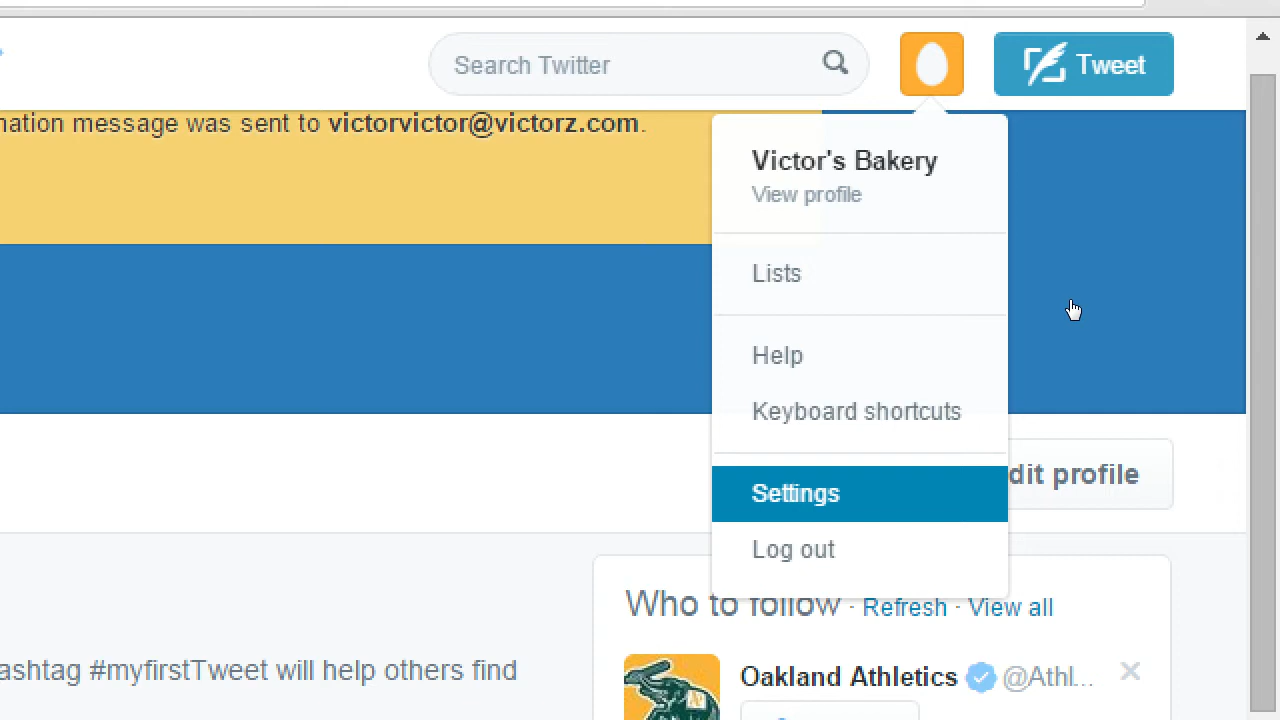 Search Twitter
Tweet
nation message was sent to victorvictor@victorz.com.
Victor's Bakery
View profile
Lists
Help
Keyboard shortcuts
Settings
dit profile
Log out
Who to follow · Refresh · View all
ashtag #myfirstTweet will help others find
Oakland Athletics @Athl...